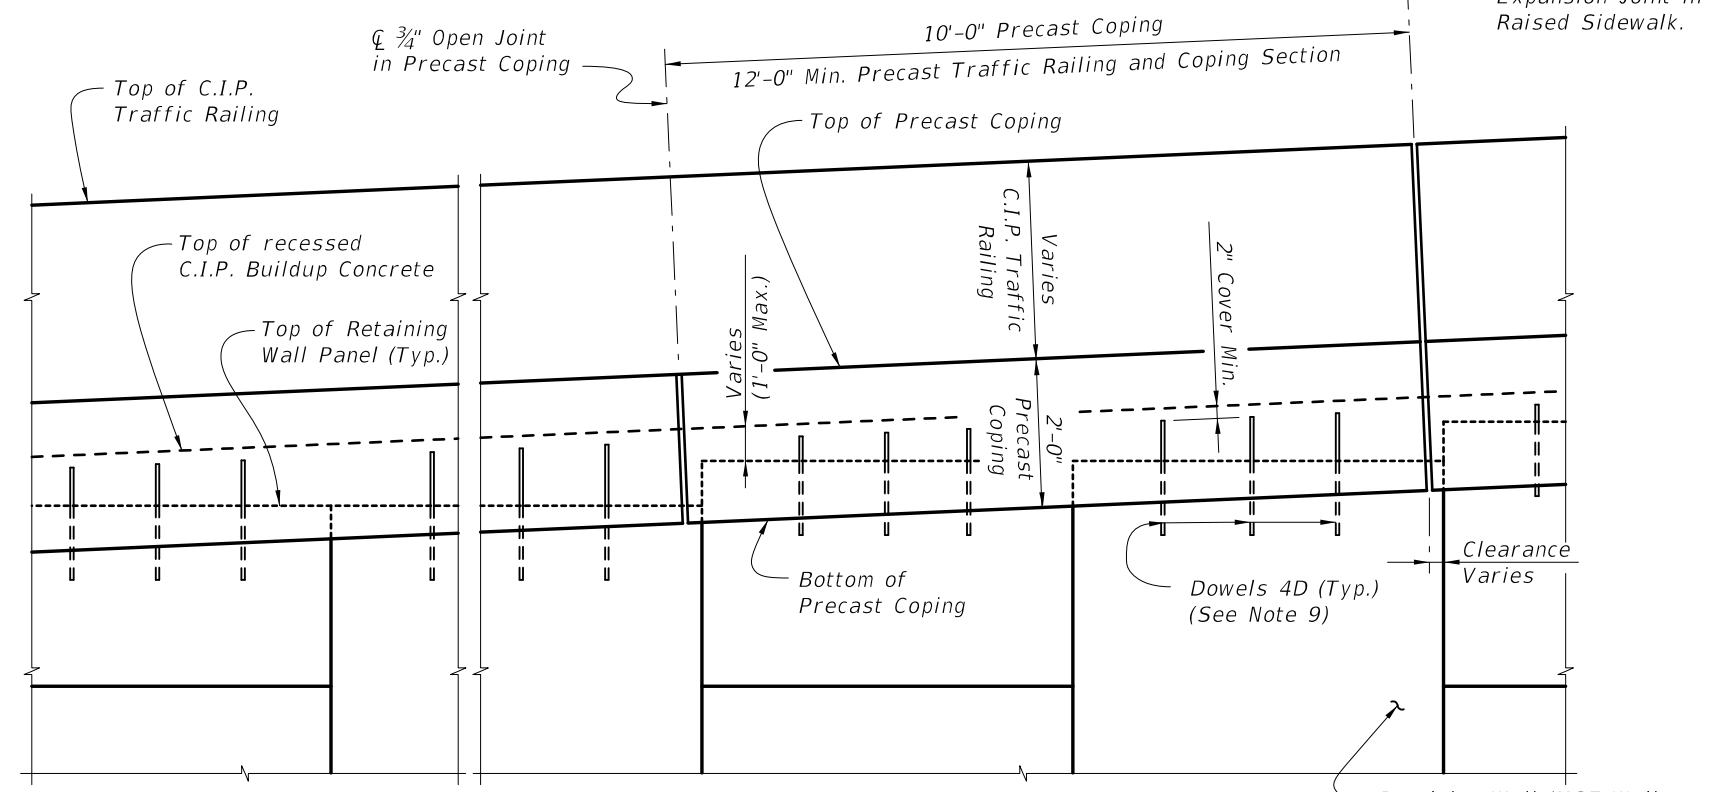 Raised Sidewalk.
℄ ¾" Open Joint
in Precast Coping
10'-0" Precast Coping
12'-0" Min. Precast Traffic Railing and Coping Section
Top of C.I.P.
Traffic Railing
Top of Precast Coping
Top of recessed
C.I.P. Buildup Concrete
Top of Retaining
Wall Panel (Typ.)
Varies
(1'-0" Max.)
Varies
C.I.P. Traffic
Railing
2" Cover Min.
2'-0"
Precast
Coping
Bottom of
Precast Coping
Dowels 4D (Typ.)
(See Note 9)
Clearance
Varies